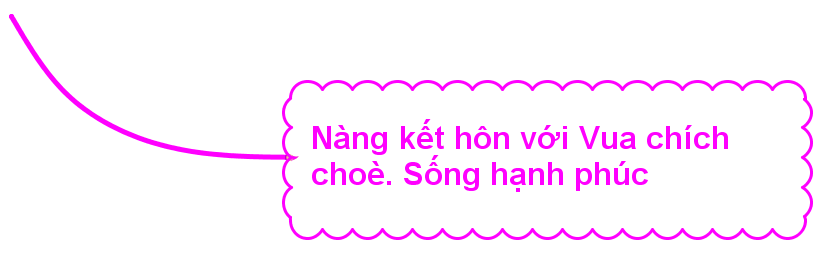 Nàng kết hôn với Vua chích
choè. Sống hạnh phúc